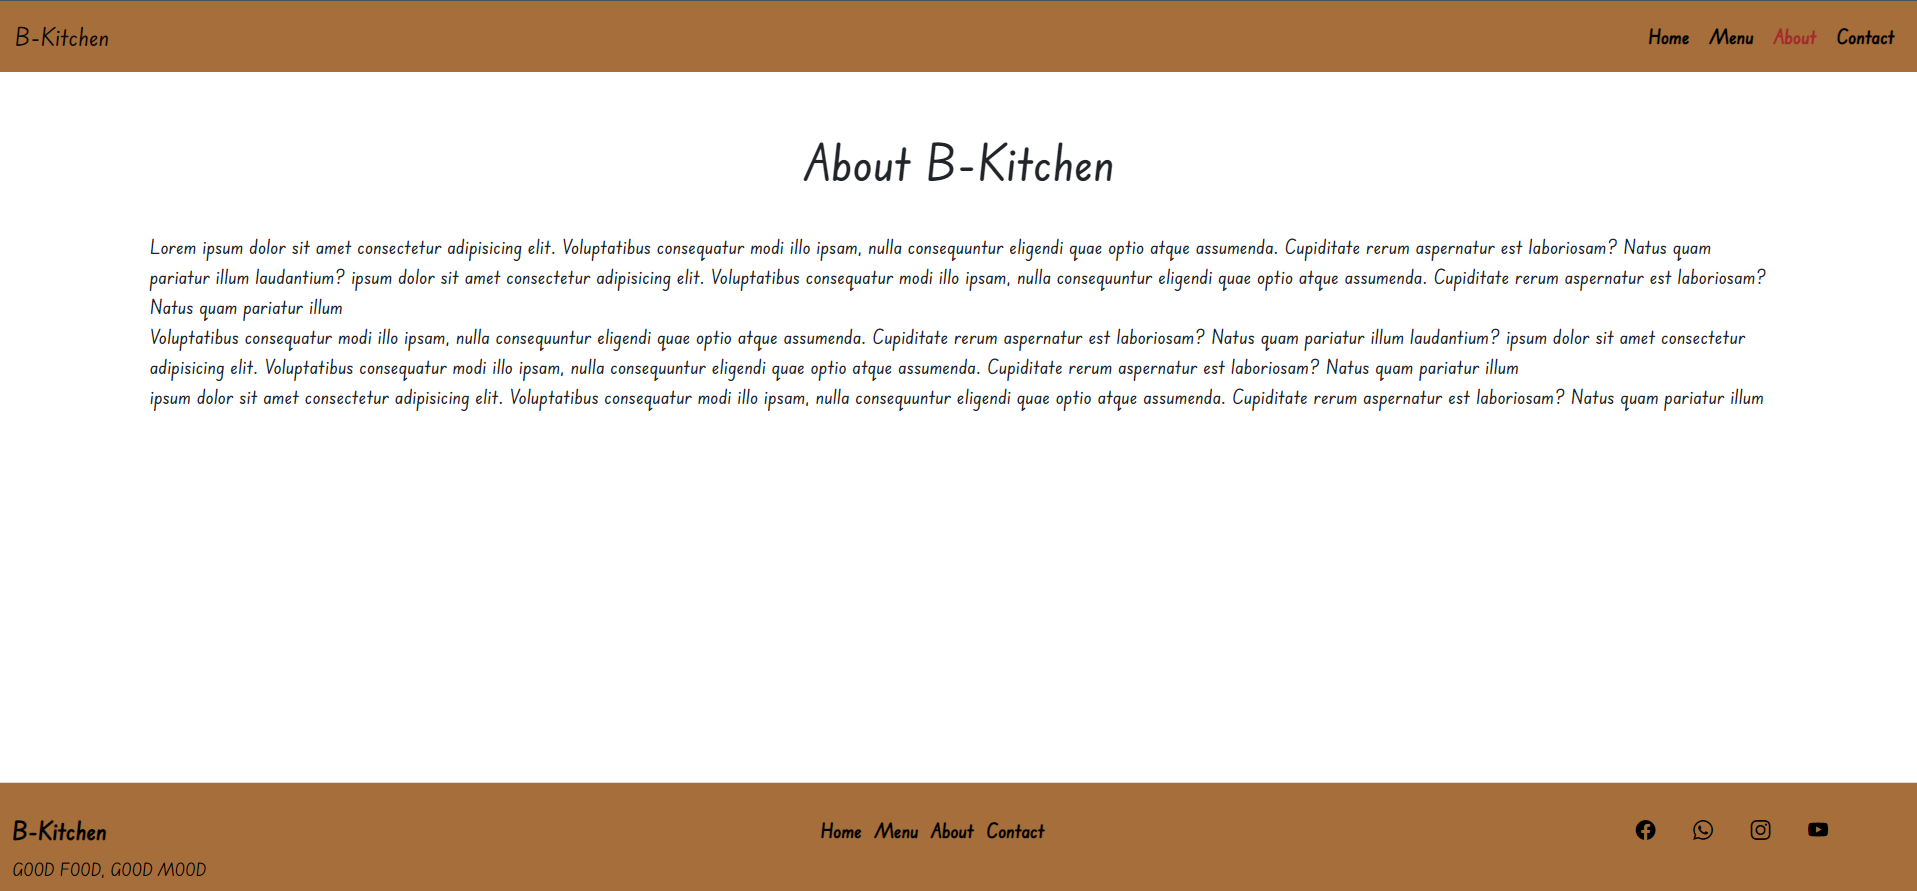 B-Kitchen
Home Menu About Contact
About B-Kitchen
Lorem ipsum dolor sit amet consectetur adipisicing elit. Voluptatibus consequatur modi illo ipsam, nulla consequuntur eligendi quae optio atque assumenda. Cupiditate rerum aspernatur est laboriosam? Natus quam
pariatur illum laudantium? ipsum dolor sit amet consectetur adipisicing elit. Voluptatibus consequatur modi illo ipsam, nulla consequuntur eligendi quae optio atque assumenda. Cupiditate rerum aspernatur est laboriosam?
Natus quam pariatur illum
Voluptatibus consequatur modi illo ipsam, nulla consequuntur eligendi quae optio atque assumenda. Cupiditate rerum aspernatur est laboriosam? Natus quam pariatur illum laudantium? ipsum dolor sit amet consectetur
adipisicing elit. Voluptatibus consequatur modi illo ipsam, nulla consequuntur eligendi quae optio atque assumenda. Cupiditate rerum aspernatur est laboriosam? Natus quam pariatur illum
ipsum dolor sit amet consectetur adipisicing elit. Voluptatibus consequatur modi illo ipsam, nulla consequuntur eligendi quae optio atque assumenda. Cupiditate rerum aspernatur est laboriosam? Natus quam pariatur illum
B-Kitchen
Home Menu About Contact
GOOD FOOD, GOOD MOOD